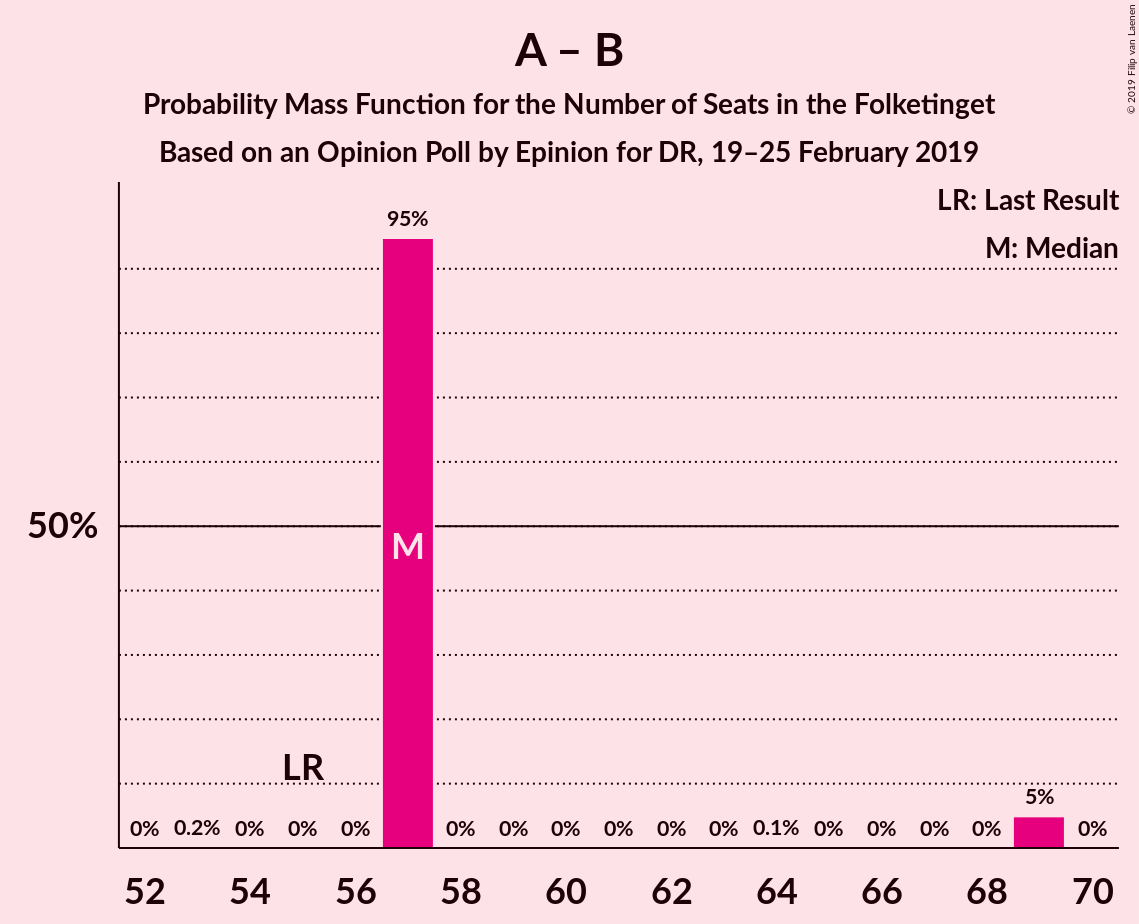 A – B
Probability Mass Function for the Number of Seats in the Folketinget
Based on an Opinion Poll by Epinion for DR, 19–25 February 2019
© 2019 Filip van Laenen
LR: Last Result
M: Median
95%
50%
M
LR
5%
0% 0.2% 0% 0% 0% 0% 0% 0% 0% 0% 0% 0.1% 0% 0% 0% 0% 0%
52 54 56 58 60 62 64 66 68 70